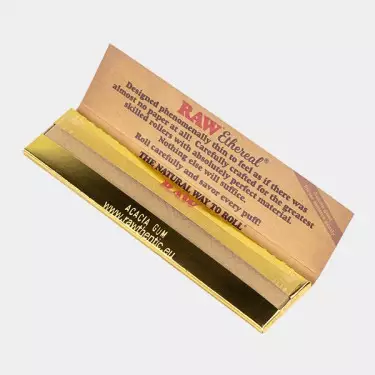 RAW Ethereal®
Designed phenomenally thin to feel as if there was
almost no paper at all! Carefully crafted for the greatest
skilled rollers with absolutely perfect material.
Nothing else will suffice.
Roll carefully and savor every puff!
THE NATURAL WAY TO ROLL®
RAW
ACACIA GUM
www.rawthentic.eu